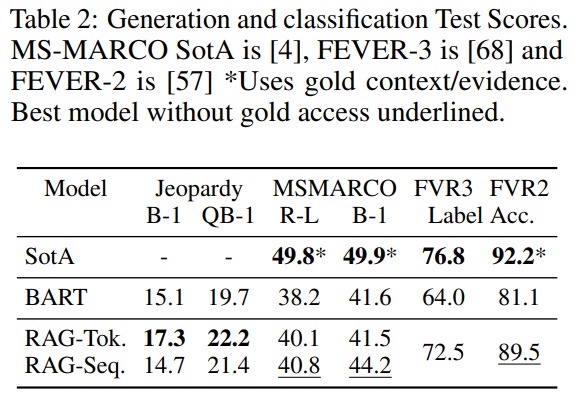 Table 2: Generation and classification Test Scores.
MS-MARCO SotA is [4], FEVER-3 is [68] and
FEVER-2 is [57] *Uses gold context/evidence.
Best model without gold access underlined.
Model Jeopardy MSMARCO FVR3 FVR2
B-1 QB-1 R-L B-1 Label Acc.
SotA - - 49.8* 49.9* 76.8 92.2*
BART 15.1 19.7 38.2 41.6 64.0 81.1
RAG-Tok. 17.3 22.2 40.1 41.5
72.5 89.5
RAG-Seq. 14.7 21.4 40.8 44.2